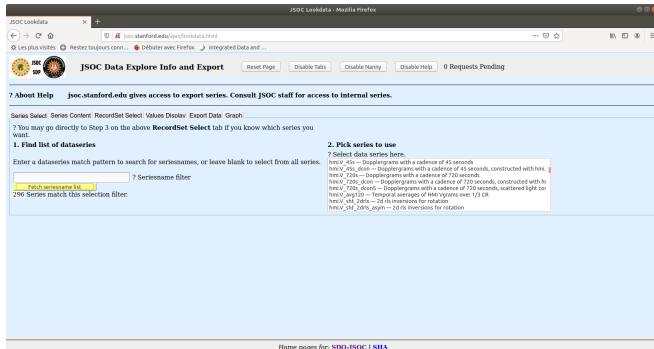 JSOC Lookdata - Mozilla Firefox
JSOC Lookdata × +
jsoc.stanford.edu/ajax/lookdata.html
Les plus visités Restez toujours conn... Débuter avec Firefox Integrated Data and ...
JSOC
SDP
JSOC Data Explore Info and Export Reset Page Disable Tabs Disable Nanny Disable Help 0 Requests Pending
? About Help jsoc.stanford.edu gives access to export series. Consult JSOC staff for access to internal series.
Series Select Series Content RecordSet Select Values Display Export Data Graph
? You may go directly to Step 3 on the above RecordSet Select tab if you know which series you
want.
1. Find list of dataseries
Enter a dataseries match pattern to search for seriesnames, or leave blank to select from all series.
? Seriesname filter
Fetch seriesname list
296 Series match this selection filter.
2. Pick series to use
? Select data series here.
hmi.V_45s -- Dopplergrams with a cadence of 45 seconds
hmi.V_45s_dcon -- Dopplergrams with a cadence of 45 seconds, constructed with hmi.
hmi.V_720s -- Dopplergrams with a cadence of 720 seconds
hmi.V_720s_dcon -- Dopplergrams with a cadence of 720 seconds, constructed with h
hmi.V_720s_dconS -- Dopplergrams with a cadence of 720 seconds, scattered light cor
hmi.V_avg120 -- Temporal averages of HMI Vgrams over 1/3 CR
hmi.V_sht_2drls -- 2d rls inversions for rotation
hmi.V_sht_2drls_asym -- 2d rls inversions for rotation
Home pages for: SDO-JSOC | SHA